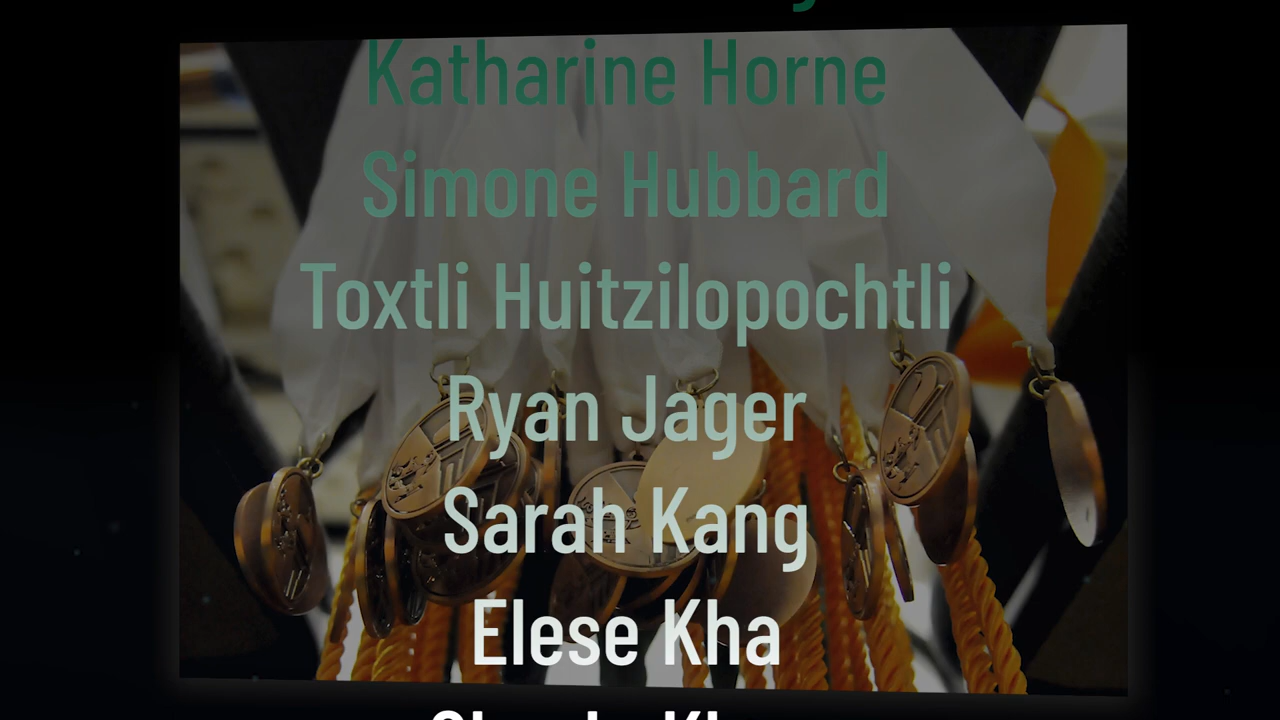 Katharine Horne
Simone Hubbard
Toxtli Huitzilopochtli
Ryan Jager
Sarah Kang
Elese Kha